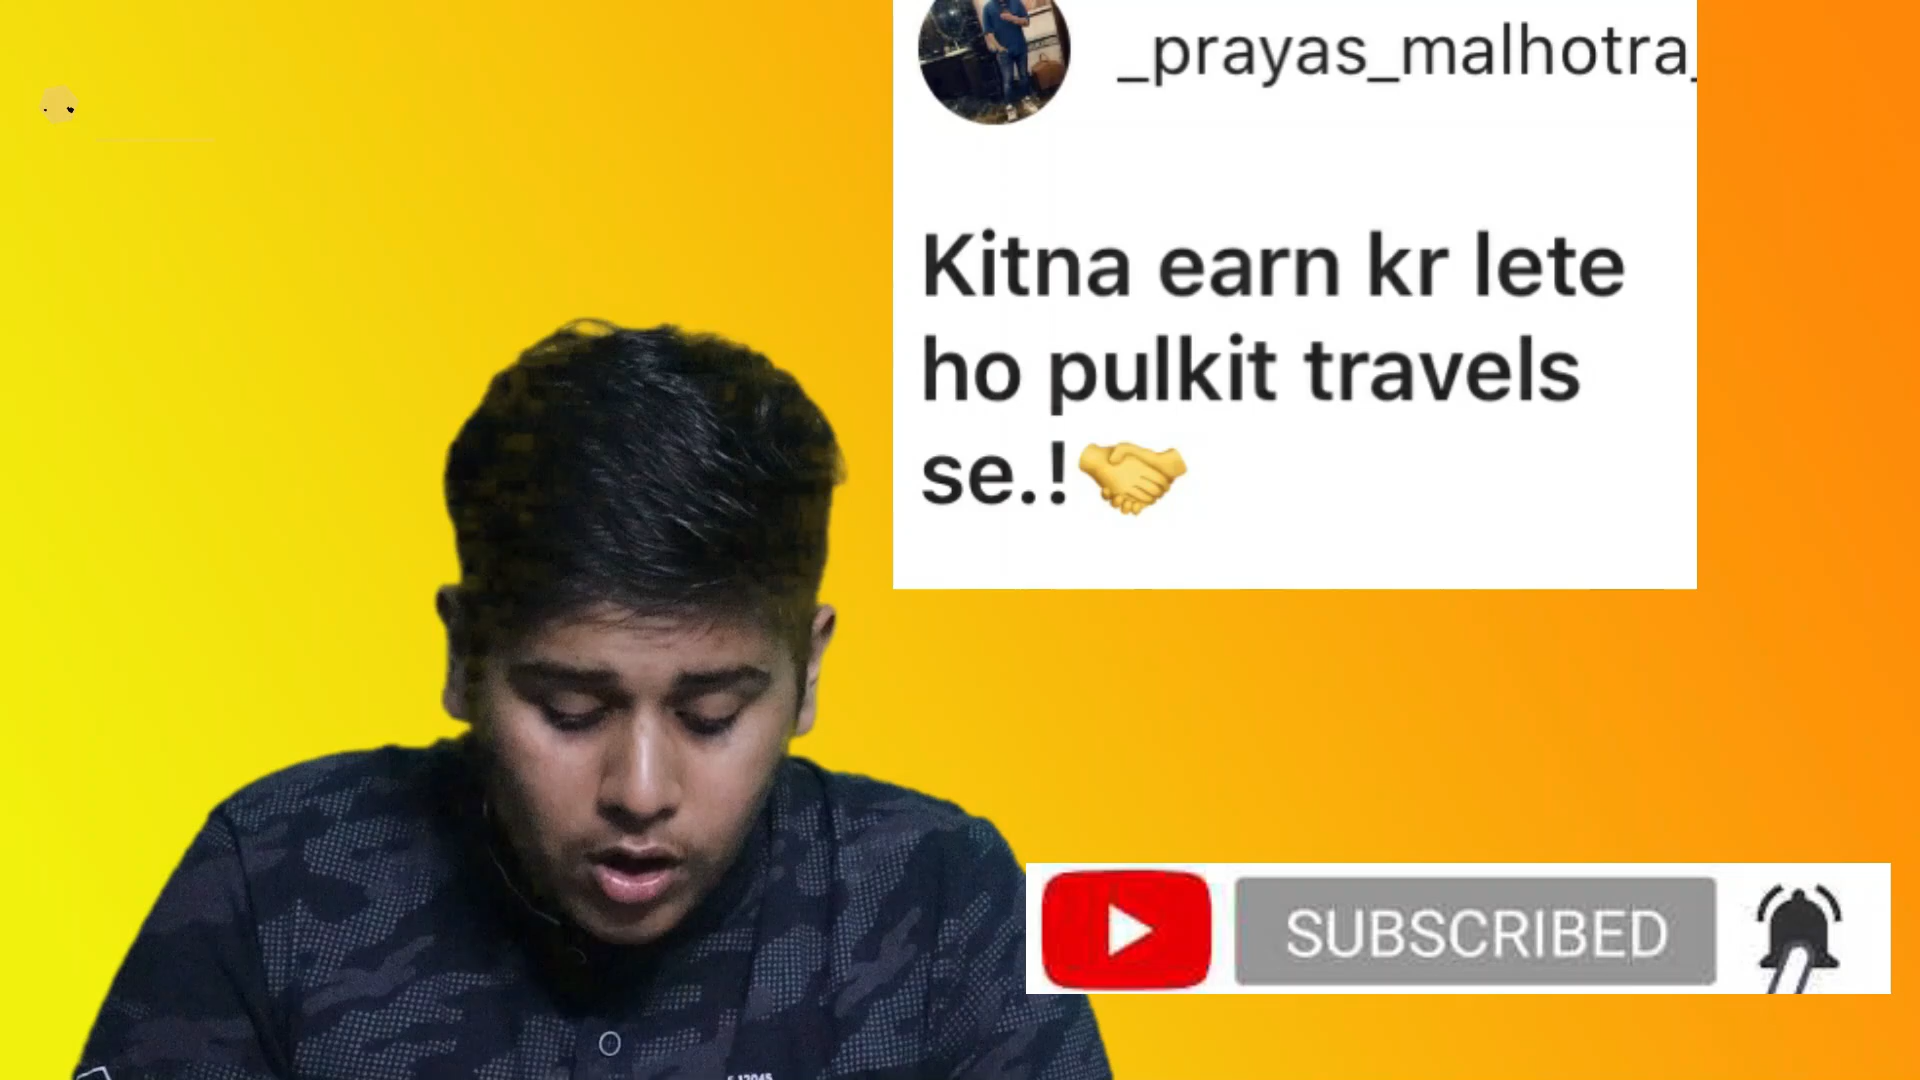 _prayas_malhotra_
Kitna earn kr lete
ho pulkit travels
se.!🤝
SUBSCRIBED